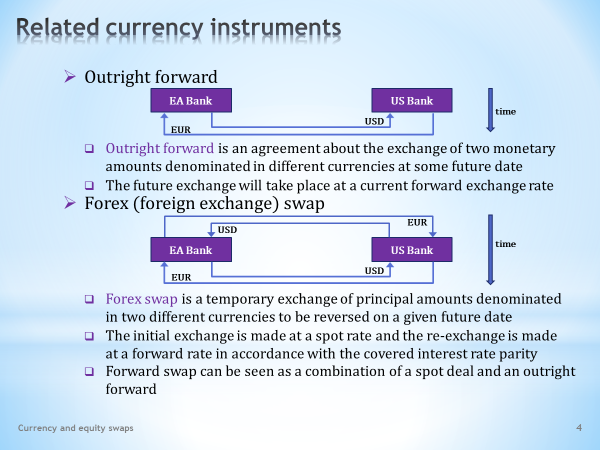 Related currency instruments
Outright forward
EA Bank
US Bank
USD
EUR
time
Outright forward is an agreement about the exchange of two monetary
amounts denominated in different currencies at some future date
The future exchange will take place at a current forward exchange rate
Forex (foreign exchange) swap
EUR
USD
EA Bank
US Bank
USD
EUR
time
Forex swap is a temporary exchange of principal amounts denominated
in two different currencies to be reversed on a given future date
The initial exchange is made at a spot rate and the re-exchange is made
at a forward rate in accordance with the covered interest rate parity
Forward swap can be seen as a combination of a spot deal and an outright
forward
Currency and equity swaps
4